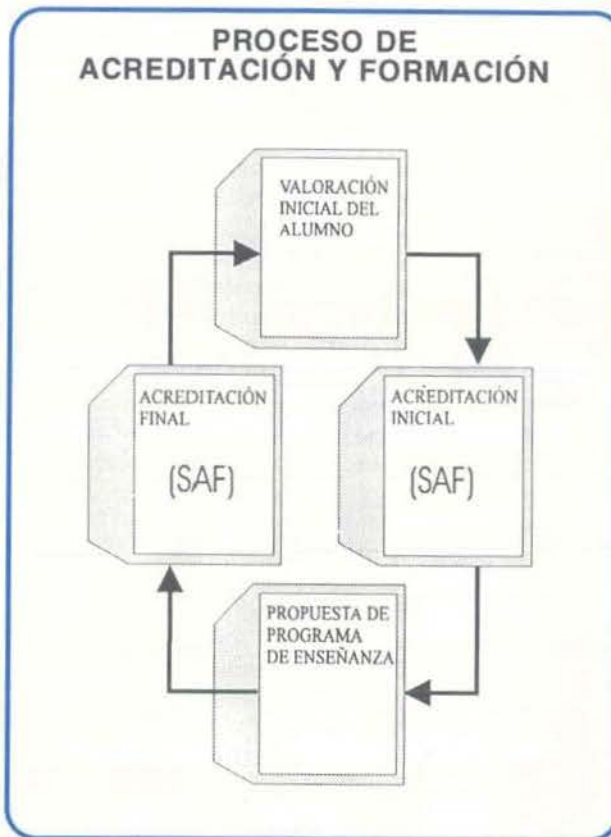 PROCESO DE
ACREDITACIÓN Y FORMACIÓN
VALORACIÓN
INICIAL DEL
ALUMNO
ACREDITACIÓN
FINAL
(SAF)
ACREDITACIÓN
INICIAL
(SAF)
PROPUESTA DE
PROGRAMA
DE ENSEÑANZA